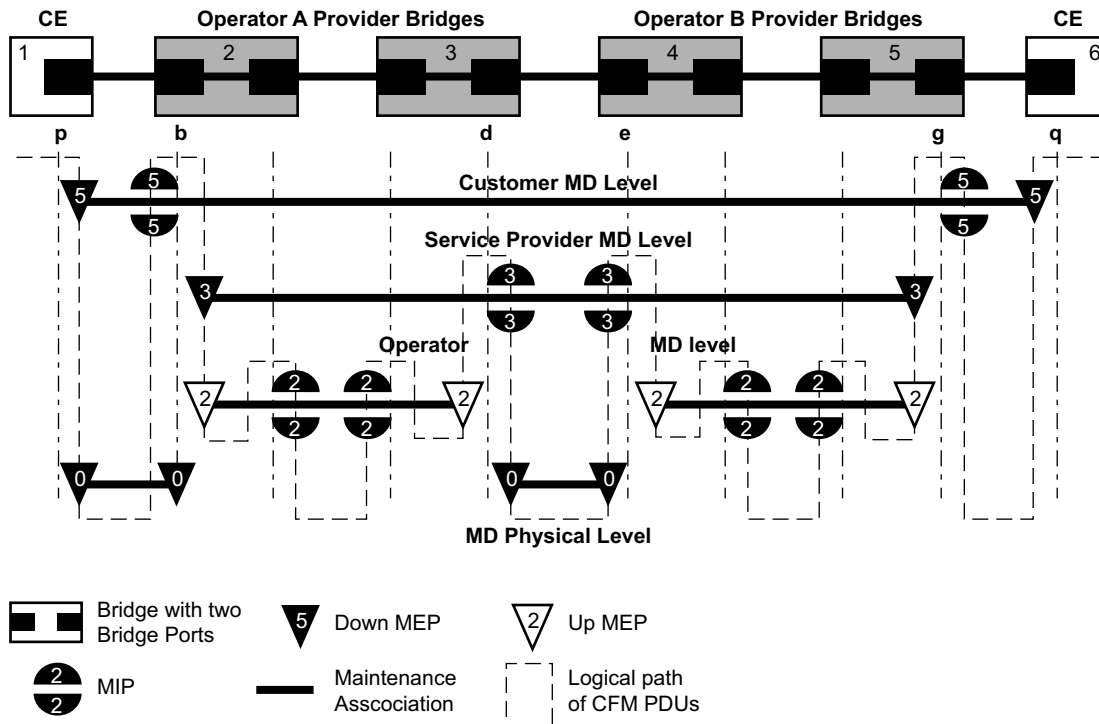 CE Operator A Provider Bridges Operator B Provider Bridges CE
1 2 3 4 5 6
p b d e g q
5 5 5 5
Customer MD Level
5 5
Service Provider MD Level
3 3 3 3
3 3
Operator MD level
2 2 2 2 2 2 2 2
2 2 2 2
0 0 0 0
MD Physical Level
Bridge with two
Bridge Ports
5 Down MEP
2 Up MEP
2
2
MIP
Maintenance
Asscociation
Logical path
of CFM PDUs